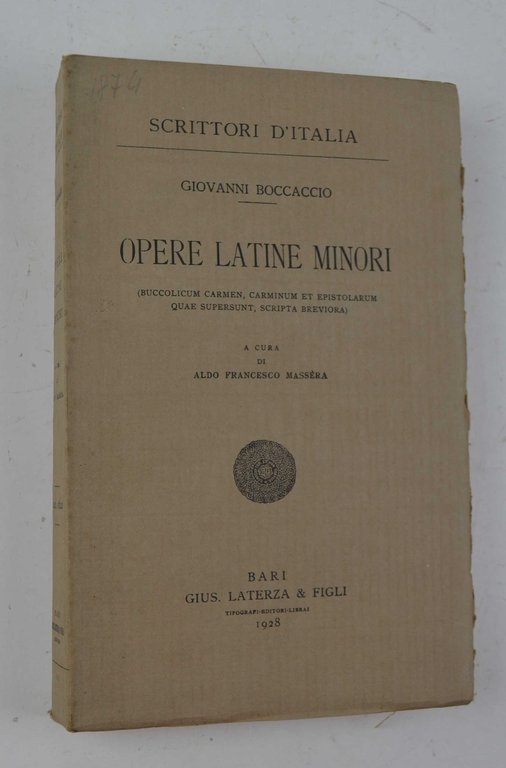 1874
SCRITTORI D'ITALIA
GIOVANNI BOCCACCIO
OPERE LATINE MINORI
(BUCCOLICUM CARMEN, CARMINUM ET EPISTOLARUM
QUAE SUPERSUNT, SCRIPTA BREVIORA)
A CURA
DI
ALDO FRANCESCO MASSÈRA
BARI
GIUS. LATERZA & FIGLI
TIPOGRAFI-EDITORI-LIBRAI
1928